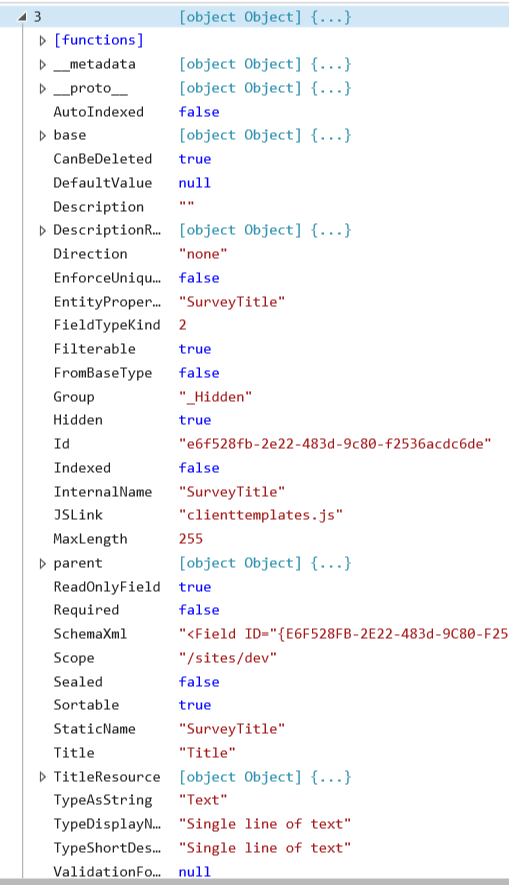 3 [object Object] {...}
[functions]
__metadata [object Object] {...}
__proto__ [object Object] {...}
AutoIndexed false
base [object Object] {...}
CanBeDeleted true
DefaultValue null
Description ""
DescriptionR... [object Object] {...}
Direction "none"
EnforceUniqu... false
EntityProper... "SurveyTitle"
FieldTypeKind 2
Filterable true
FromBaseType false
Group "_Hidden"
Hidden true
Id "e6f528fb-2e22-483d-9c80-f2536acdc6de"
Indexed false
InternalName "SurveyTitle"
JSLink "clienttemplates.js"
MaxLength 255
parent [object Object] {...}
ReadOnlyField true
Required false
SchemaXml "<Field ID="{E6F528FB-2E22-483d-9C80-F25
Scope "/sites/dev"
Sealed false
Sortable true
StaticName "SurveyTitle"
Title "Title"
TitleResource [object Object] {...}
TypeAsString "Text"
TypeDisplayN... "Single line of text"
TypeShortDes... "Single line of text"
ValidationFo... null